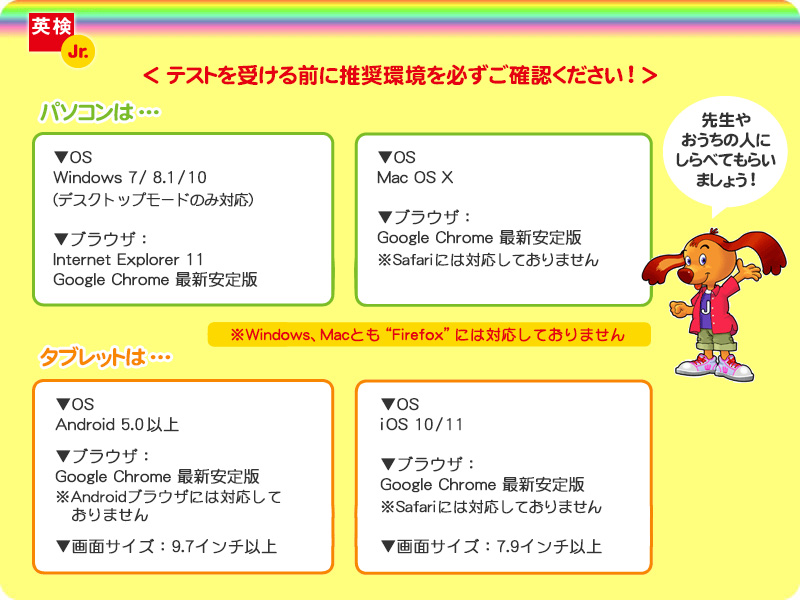 英検
Jr.
＜ テストを受ける前に推奨環境を必ずご確認ください！＞
パソコンは…
先生や
おうちの人に
しらべてもらい
ましょう！
▼OS
Windows 7/ 8.1/10
（デスクトップモードのみ対応）
▼ブラウザ：
Internet Explorer 11
Google Chrome 最新安定版
▼OS
Mac OS X
▼ブラウザ：
Google Chrome 最新安定版
※Safariには対応しておりません
J
※Windows、Macとも“Firefox”には対応しておりません
タブレットは…
▼OS
Android 5.0以上
▼ブラウザ：
Google Chrome 最新安定版
※Androidブラウザには対応して
おりません
▼画面サイズ：9.7インチ以上
▼OS
iOS 10/11
▼ブラウザ：
Google Chrome 最新安定版
※Safariには対応しておりません
▼画面サイズ：7.9インチ以上